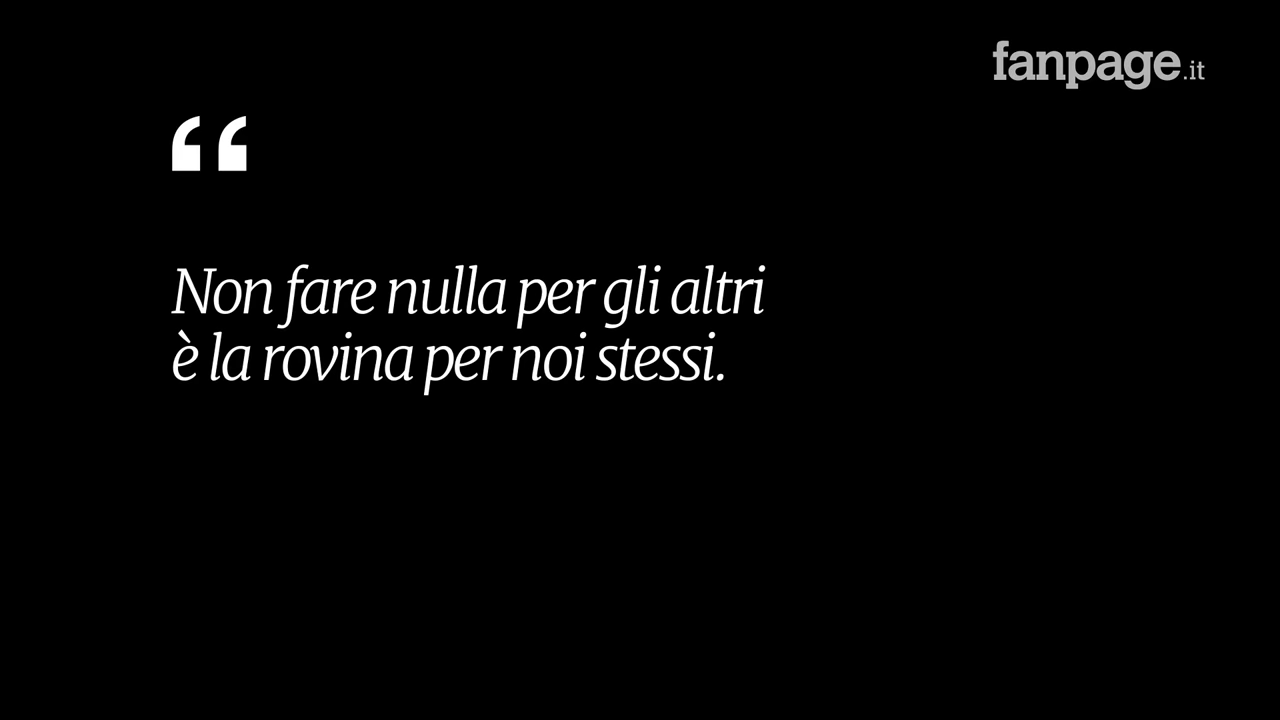 fanpage.it
“
Non fare nulla per gli altri
è la rovina per noi stessi.